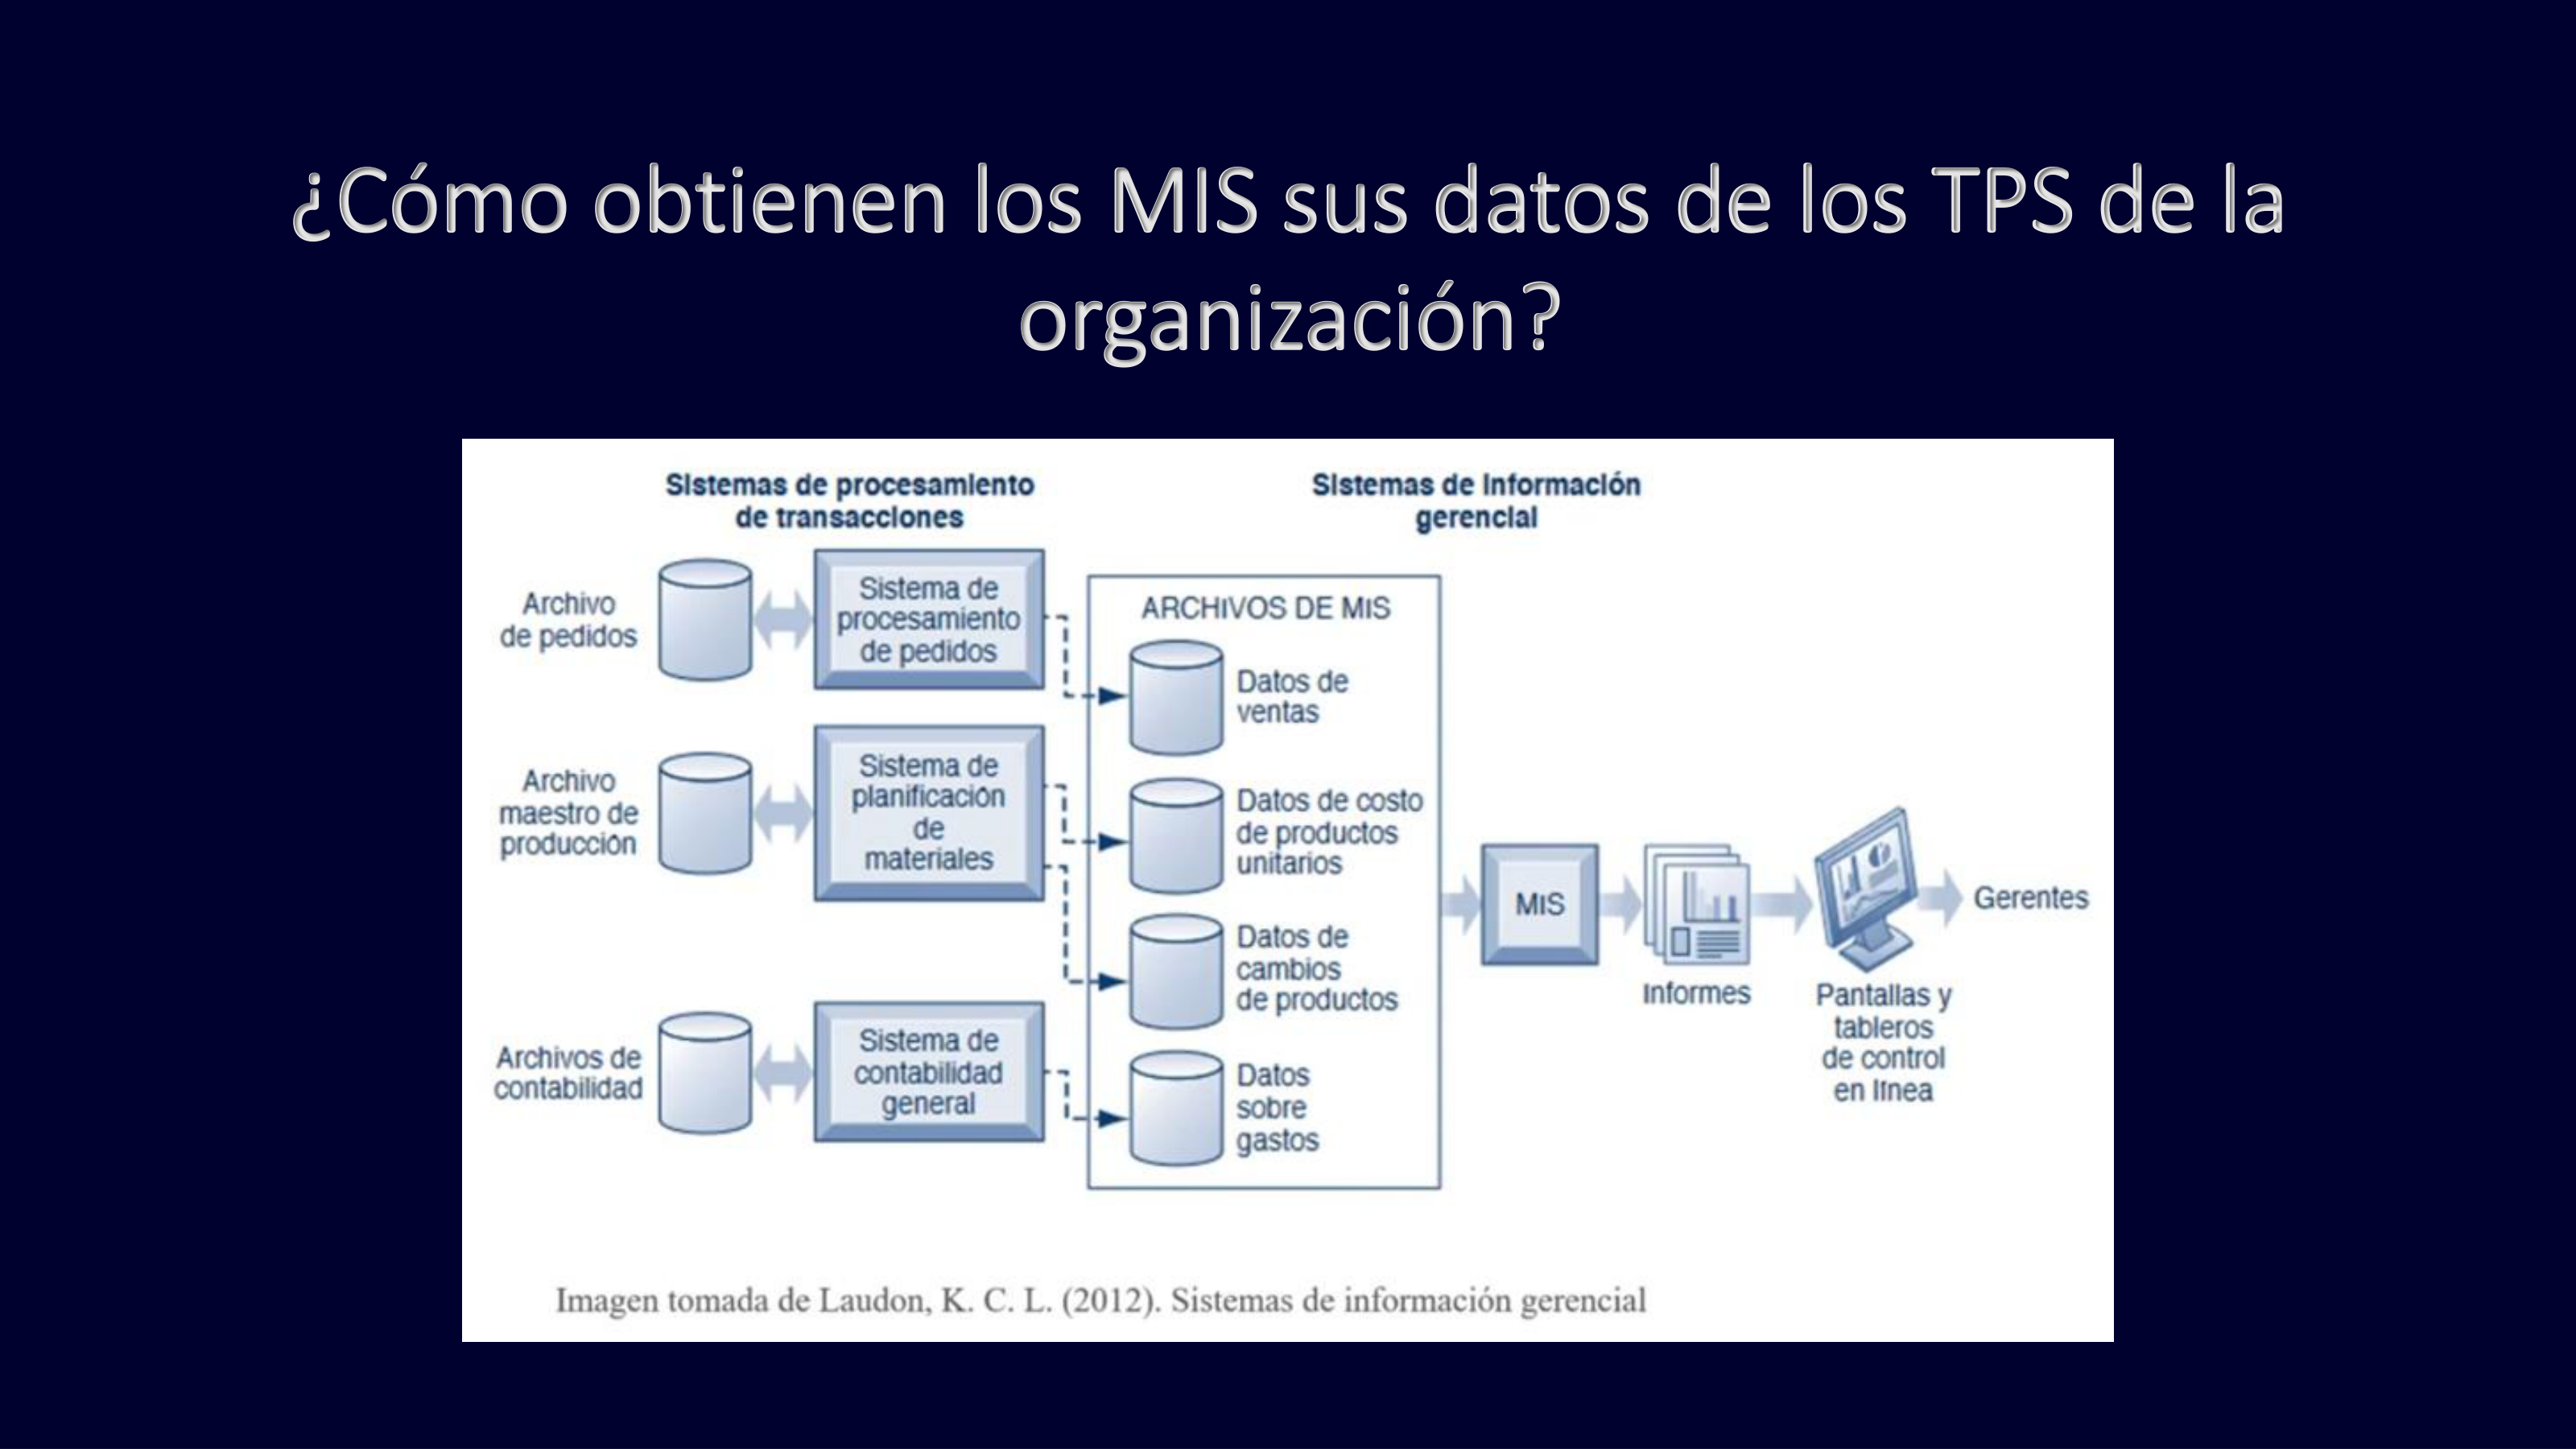 ¿Cómo obtienen los MIS sus datos de los TPS de la
organización?
Sistemas de procesamiento
de transacciones
Sistemas de información
gerencial
Archivo
de pedidos
Sistema de
procesamiento
de pedidos
ARCHIVOS DE MIS
Datos de
ventas
Archivo
maestro de
producción
Sistema de
planificación
de
materiales
Datos de costo
de productos
unitarios
Datos de
cambios
de productos
Archivos de
contabilidad
Sistema de
contabilidad
general
Datos
sobre
gastos
MIS
Informes
Pantallas y
tableros
de control
en línea
Gerentes
Imagen tomada de Laudon, K. C. L. (2012). Sistemas de información gerencial